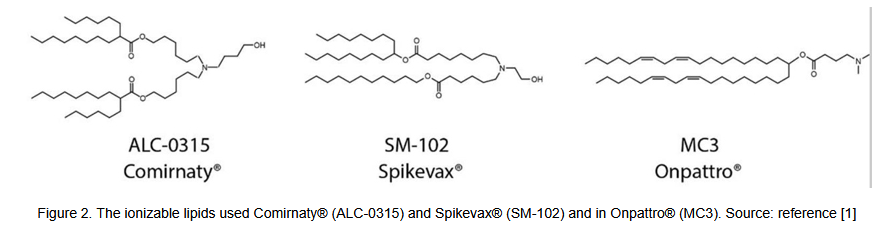 OH
O
O
N
O
O
O
O
N
OH
O
O
O
O
N
ALC-0315
Comirnaty®
SM-102
Spikevax®
MC3
Onpattro®
Figure 2. The ionizable lipids used Comirnaty® (ALC-0315) and Spikevax® (SM-102) and in Onpattro® (MC3). Source: reference [1]